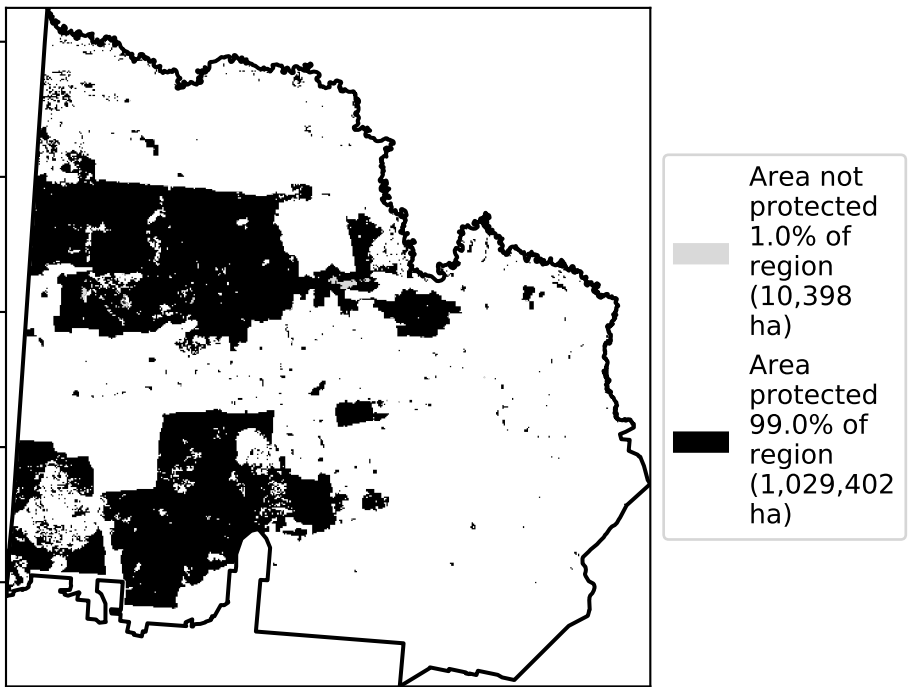 Area not
protected
1.0% of
region
(10,398
ha)
Area
protected
99.0% of
region
(1,029,402
ha)